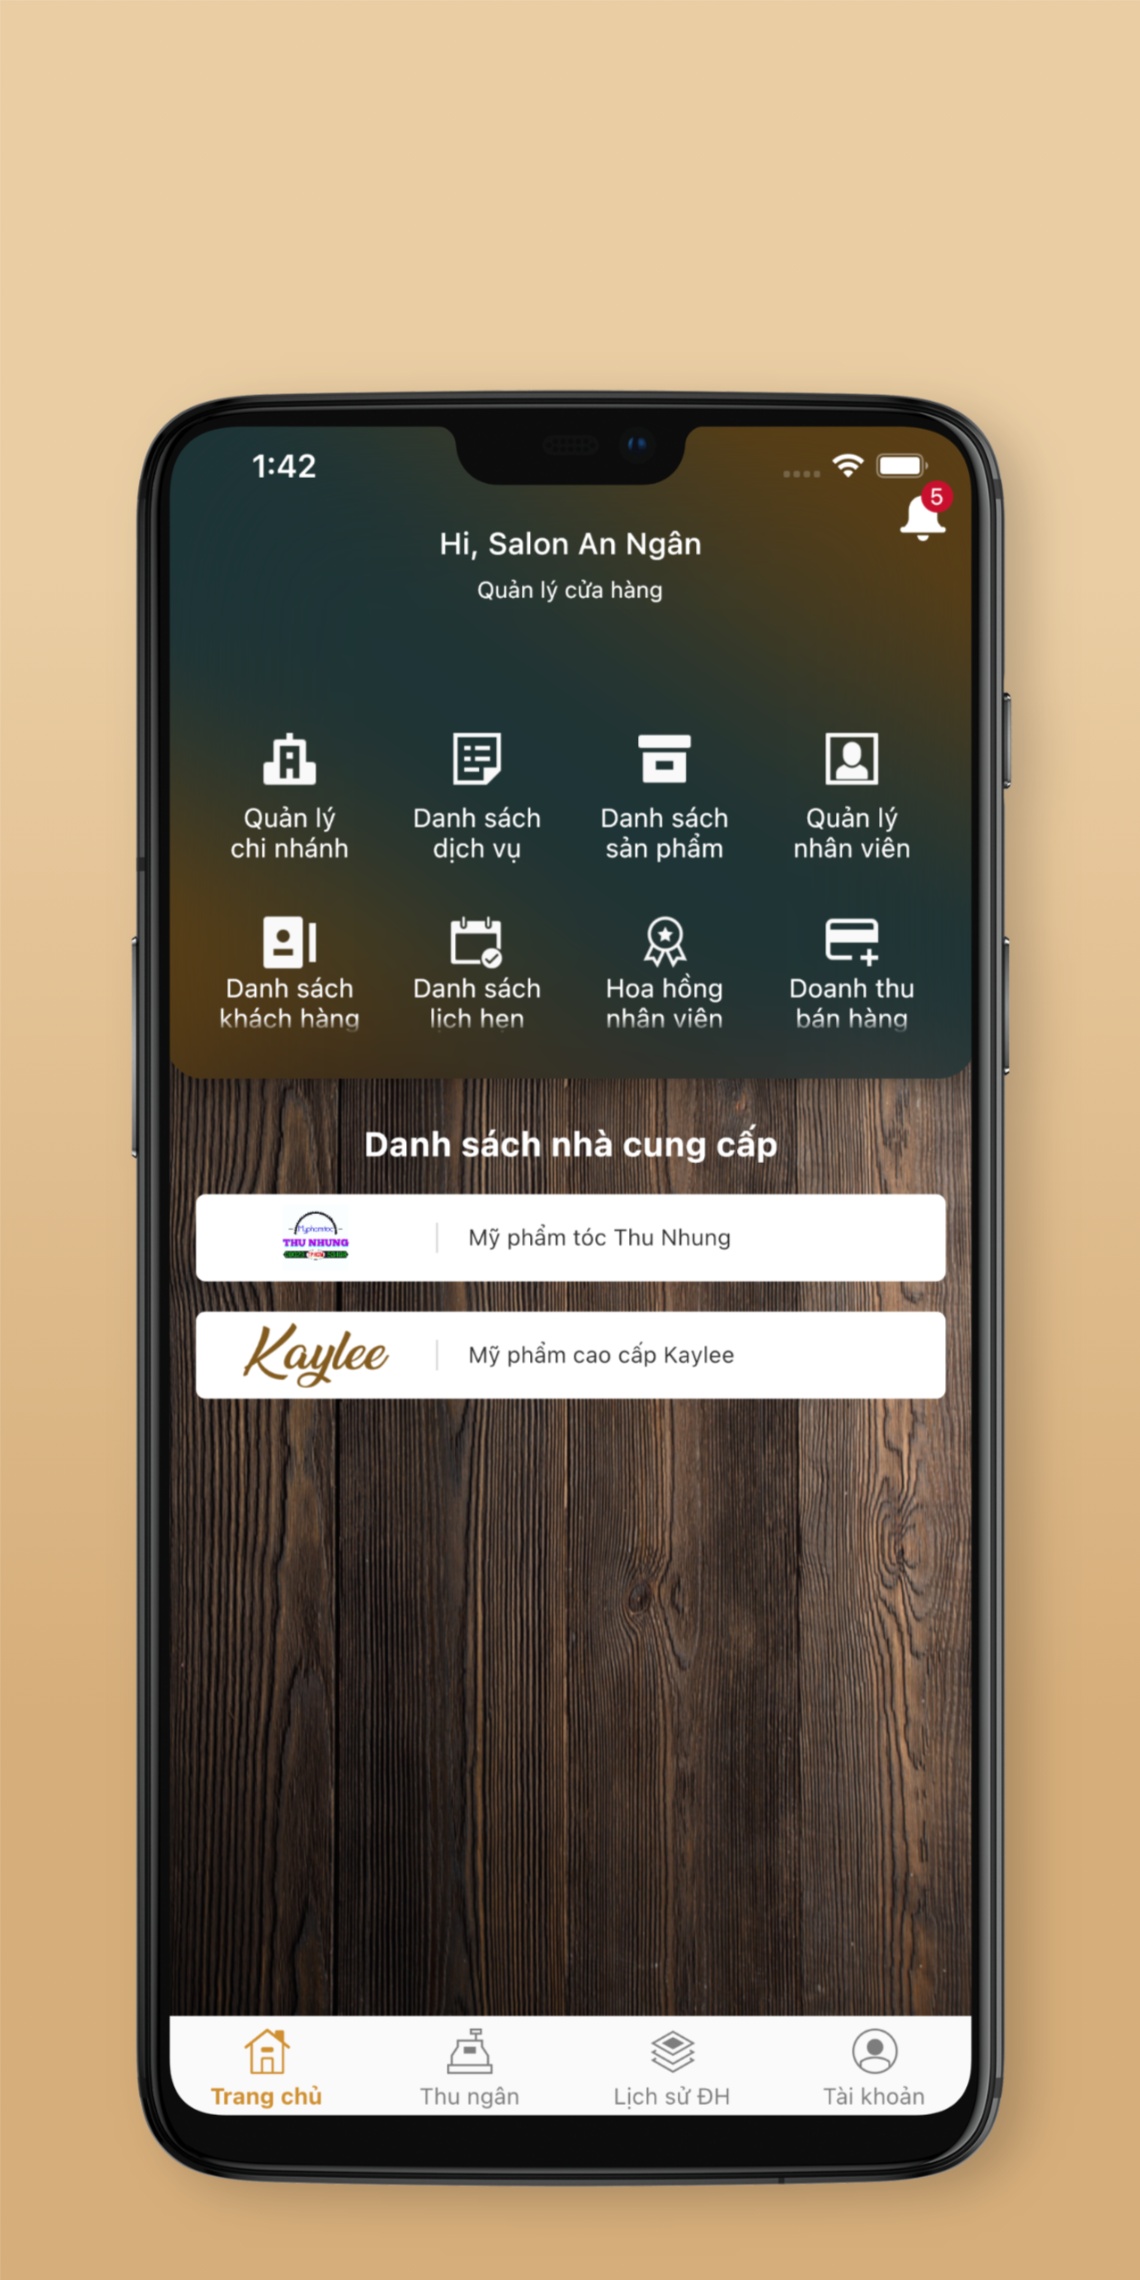 1:42
5
Hi, Salon An Ngân
Quản lý cửa hàng
Quản lý
chi nhánh
Danh sách
dịch vụ
Danh sách
sản phẩm
Quản lý
nhân viên
Danh sách
khách hàng
Danh sách
lịch hẹn
Hoa hồng
nhân viên
Doanh thu
bán hàng
Danh sách nhà cung cấp
Myphamtoc
THU NHUNG
Mỹ phẩm tóc Thu Nhung
Kaylee
Mỹ phẩm cao cấp Kaylee
Trang chủ
Thu ngân
Lịch sử ĐH
Tài khoản